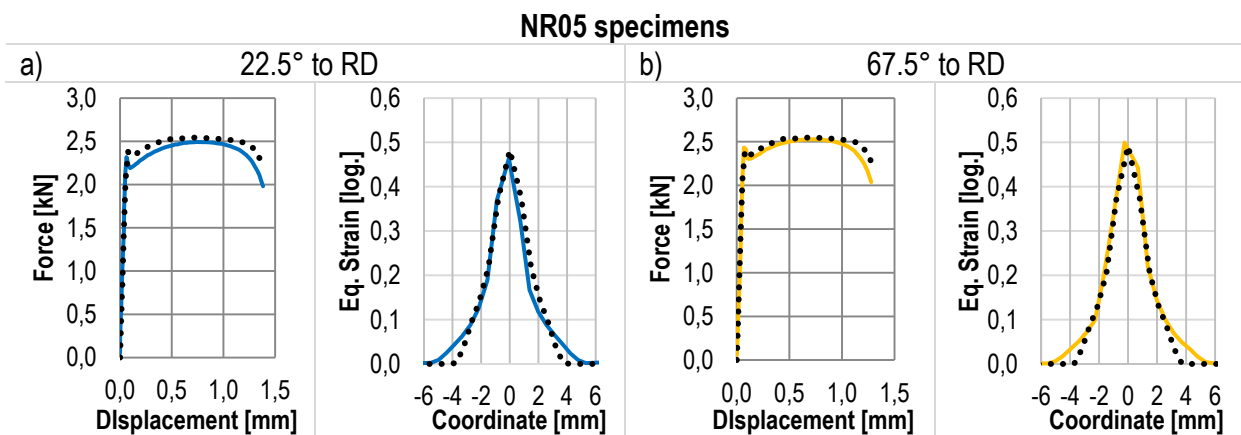 NR05 specimens
a) 22.5° to RD
b) 67.5° to RD
Force [kN]
3,0
2,5
2,0
1,5
1,0
0,5
0,0
0,0 0,5 1,0 1,5
DIsplacement [mm]
Eq. Strain [log.]
0,6
0,5
0,4
0,3
0,2
0,1
0,0
-6 -4 -2 0 2 4 6
Coordinate [mm]
Force [kN]
3,0
2,5
2,0
1,5
1,0
0,5
0,0
0,0 0,5 1,0 1,5
DIsplacement [mm]
Eq. Strain [log.]
0,6
0,5
0,4
0,3
0,2
0,1
0,0
-6 -4 -2 0 2 4 6
Coordinate [mm]